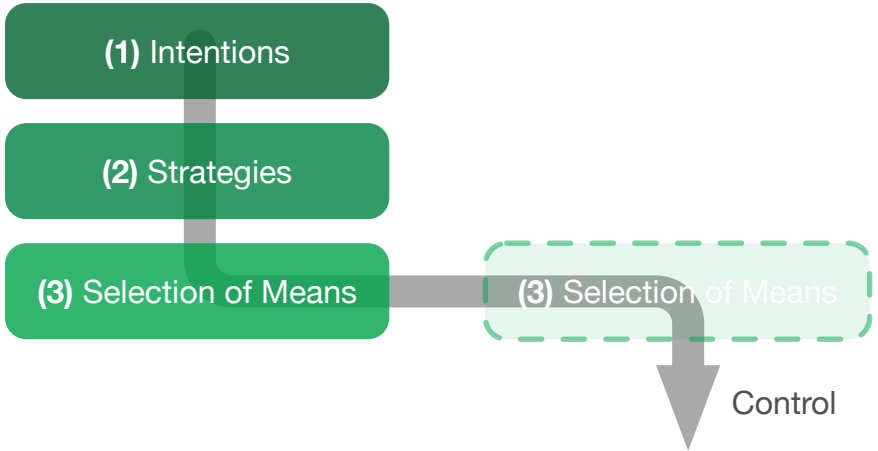 (1) Intentions
(2) Strategies
(3) Selection of Means
(3) Selection of Means
Control